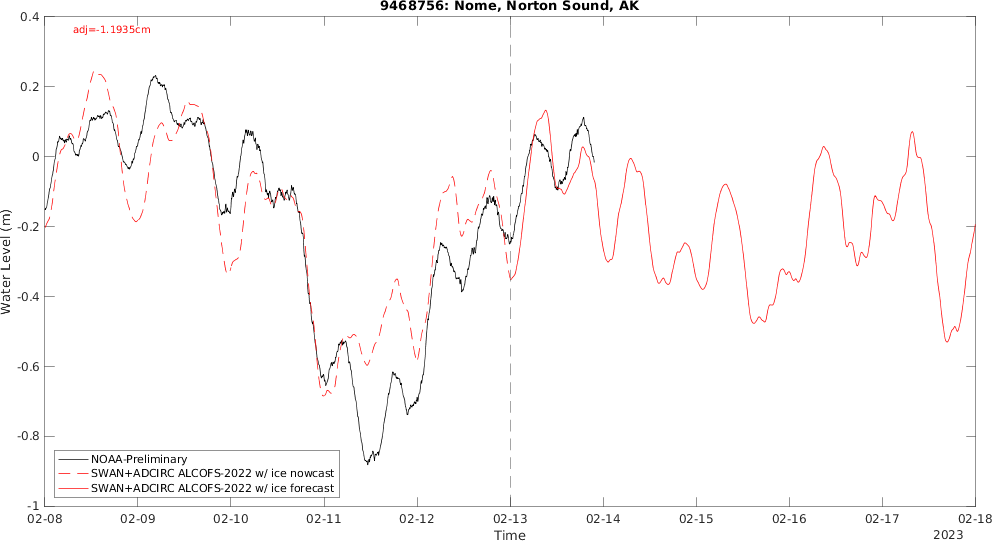 9468756: Nome, Norton Sound, AK
adj=-1.1935cm
Water Level (m)
0.4
0.2
0
-0.2
-0.4
-0.6
-0.8
-1
NOAA-Preliminary
SWAN+ADCIRC ALCOFS-2022 w/ ice nowcast
SWAN+ADCIRC ALCOFS-2022 w/ ice forecast
02-08 02-09 02-10 02-11 02-12 02-13 02-14 02-15 02-16 02-17 02-18
Time
2023